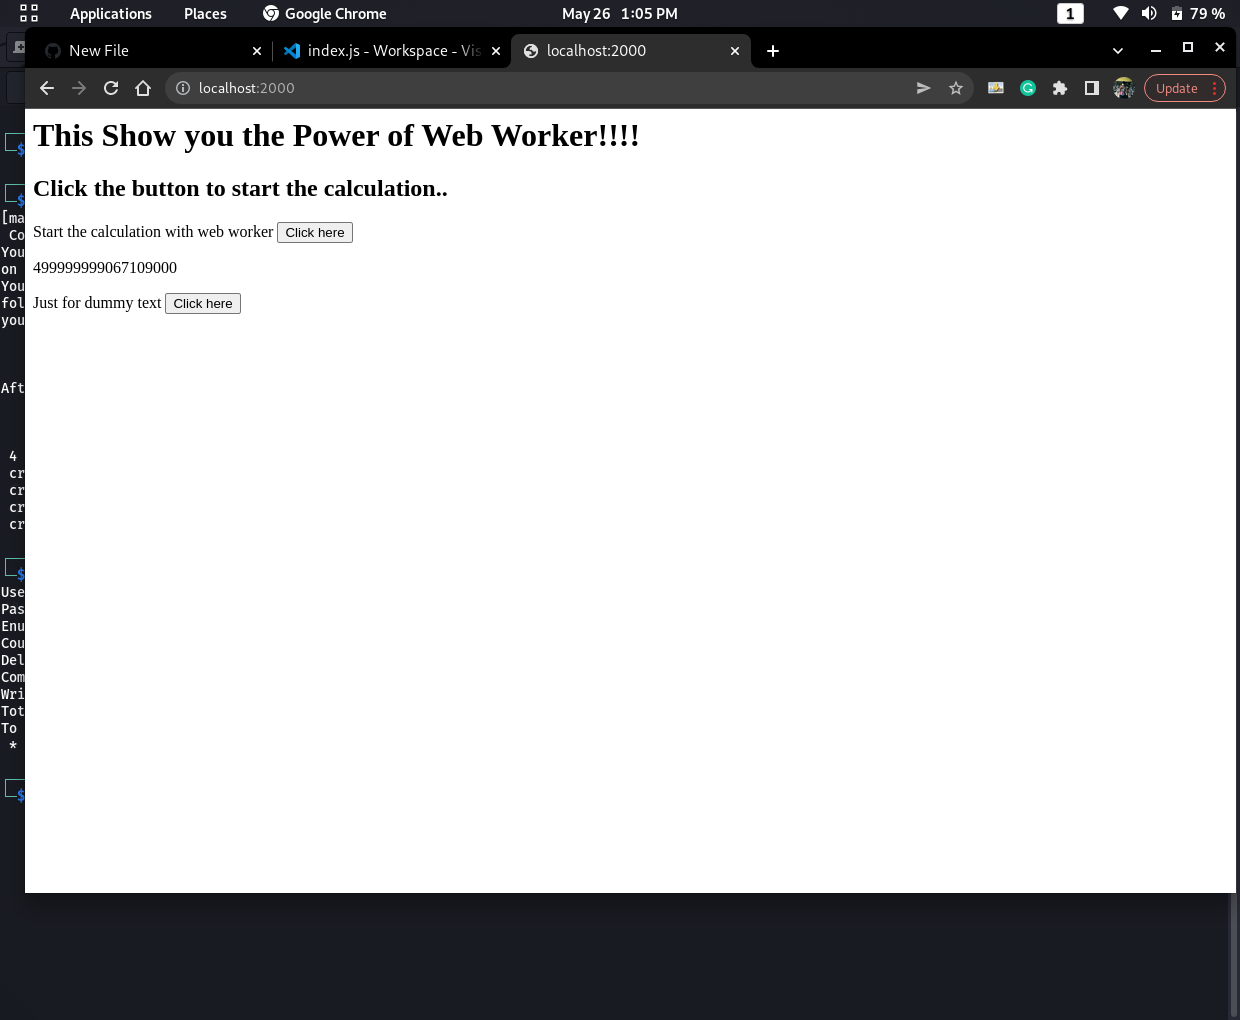 Applications Places Google Chrome May 26 1:05 PM 1 79 %
New File index.js - Workspace - Vis localhost:2000
localhost:2000 Update
This Show you the Power of Web Worker!!!!
Click the button to start the calculation..
Start the calculation with web worker Click here
499999999067109000
Just for dummy text Click here
$
$
[ma
Co
You
on
You
fol
you
Aft
4
cr
cr
cr
cr
$
Use
Pas
Enu
Cou
Del
Com
Wri
Tot
To
*
$